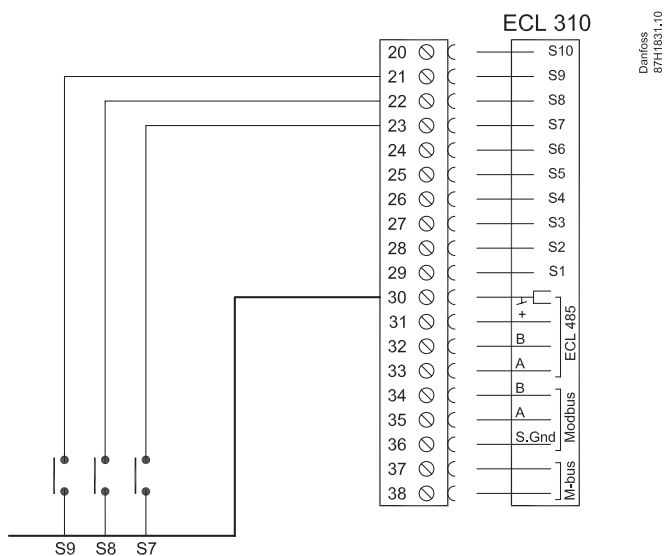 ECL 310
Danfoss
87H1831.10
20 S10
21 S9
22 S8
23 S7
24 S6
25 S5
26 S4
27 S3
28 S2
29 S1
30
31 +
32 B
33 A
ECL 485
34 B
35 A
36 S.Gnd
Modbus
37
38
M-bus
S9 S8 S7